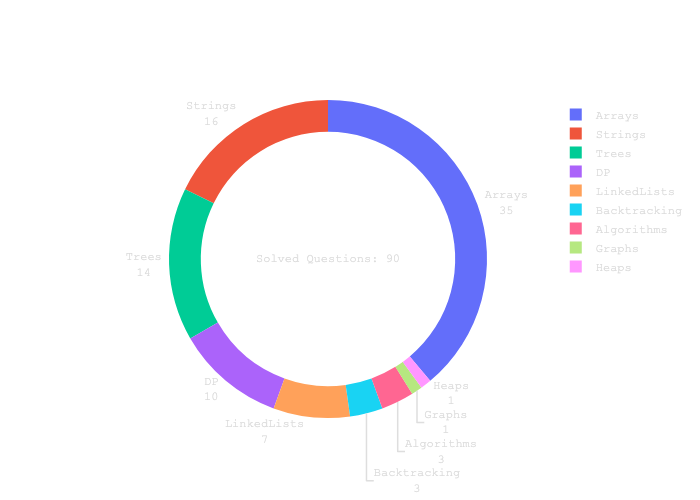 Strings
16
Arrays
35
Trees
14
Solved Questions: 90
DP
10
LinkedLists
7
Heaps
1
Graphs
1
Algorithms
3
Backtracking
3
Arrays
Strings
Trees
DP
LinkedLists
Backtracking
Algorithms
Graphs
Heaps